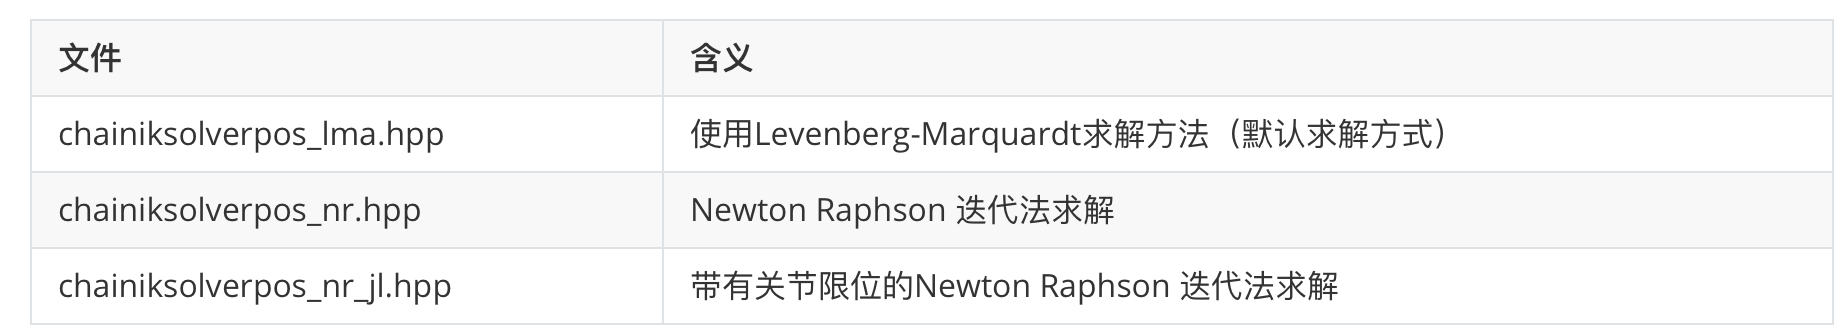 文件 含义
chainiksolverpos_lma.hpp 使用Levenberg-Marquardt求解方法（默认求解方式）
chainiksolverpos_nr.hpp Newton Raphson 迭代法求解
chainiksolverpos_nr_jl.hpp 带有关节限位的Newton Raphson 迭代法求解